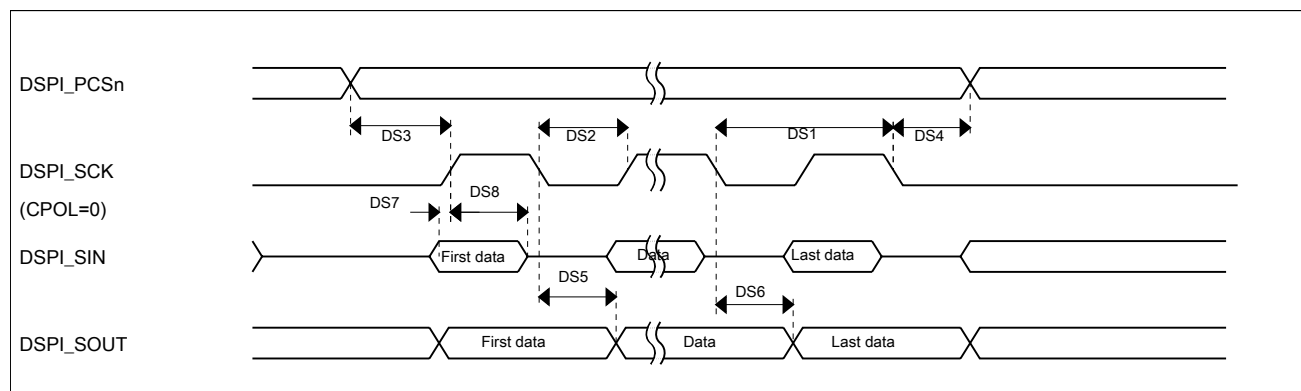 DSPI_PCSn
DS3 DS2 DS1 DS4
DSPI_SCK
DS7 DS8
(CPOL=0)
DSPI_SIN First data Data Last data
DS5 DS6
DSPI_SOUT First data Data Last data